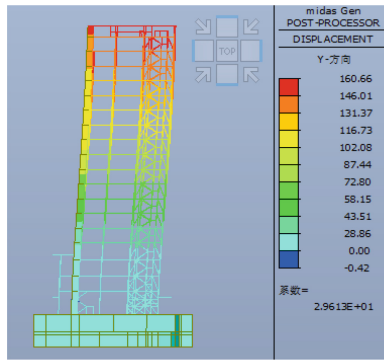 TOP
midas Gen
POST-PROCESSOR
DISPLACEMENT
Y-方向
160.66
146.01
131.37
116.73
102.08
87.44
72.80
58.15
43.51
28.86
0.00
-0.42
系数=
2.9613E+01